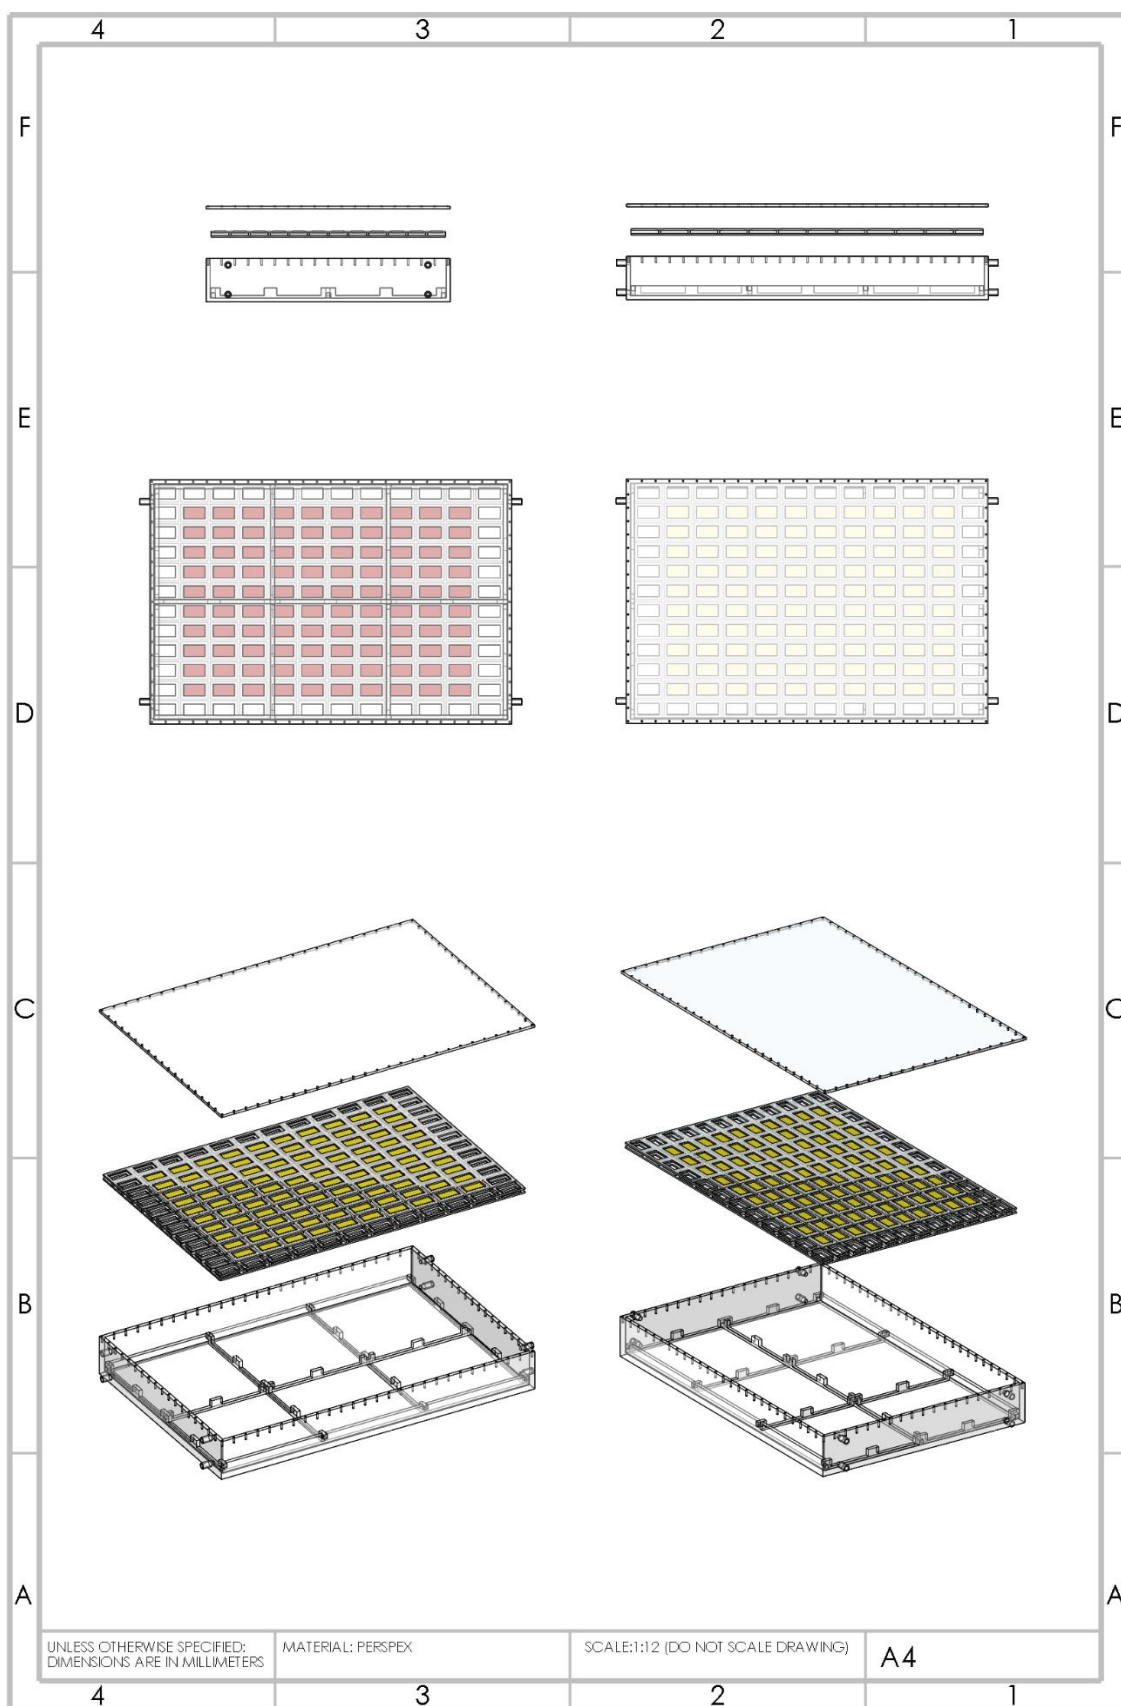 4 3 2 1
F F
E E
D D
C C
B B
A A
UNLESS OTHERWISE SPECIFIED:
DIMENSIONS ARE IN MILLIMETERS
MATERIAL: PERSPEX
SCALE:1:12 (DO NOT SCALE DRAWING)
A4
4 3 2 1